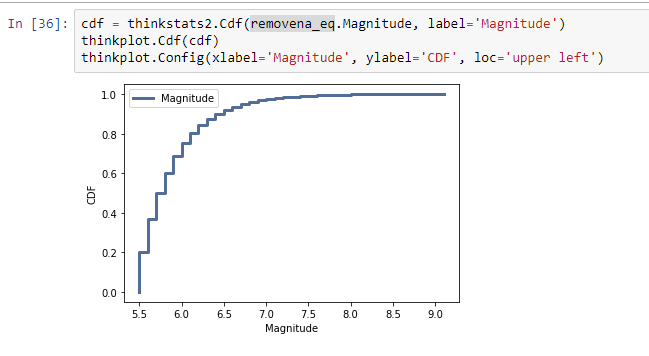 In [36]: cdf = thinkstats2.Cdf(removena_eq.Magnitude, label='Magnitude')
thinkplot.Cdf(cdf)
thinkplot.Config(xlabel='Magnitude', ylabel='CDF', loc='upper left')
Magnitude
1.0
0.8
0.6
0.4
0.2
0.0
CDF
5.5 6.0 6.5 7.0 7.5 8.0 8.5 9.0
Magnitude